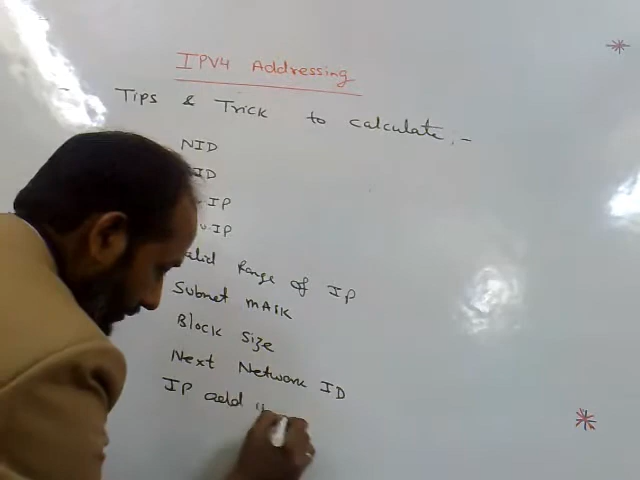 IPV4 Addressing
Tips & Trick to calculate,-
NID
ID
IP
IP
Range of IP
Subnet MASK
Block Size
Next Network ID
IP add